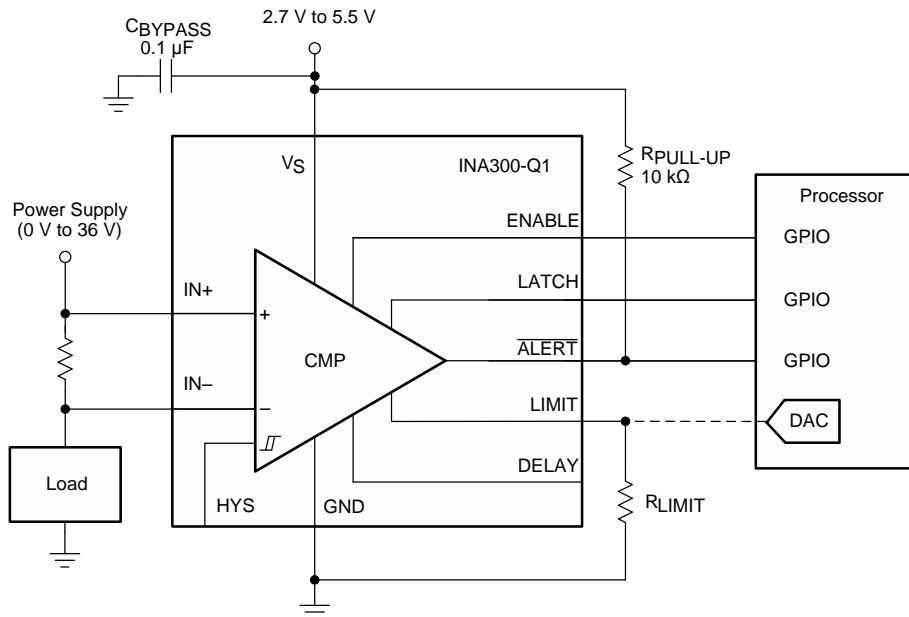 2.7 V to 5.5 V
CBYPASS
0.1 µF
VS
INA300-Q1
RPULL-UP
10 kΩ
Processor
Power Supply
(0 V to 36 V)
ENABLE
GPIO
IN+
LATCH
GPIO
+
CMP
ALERT
GPIO
IN–
LIMIT
–
DAC
DELAY
Load
HYS
GND
RLIMIT